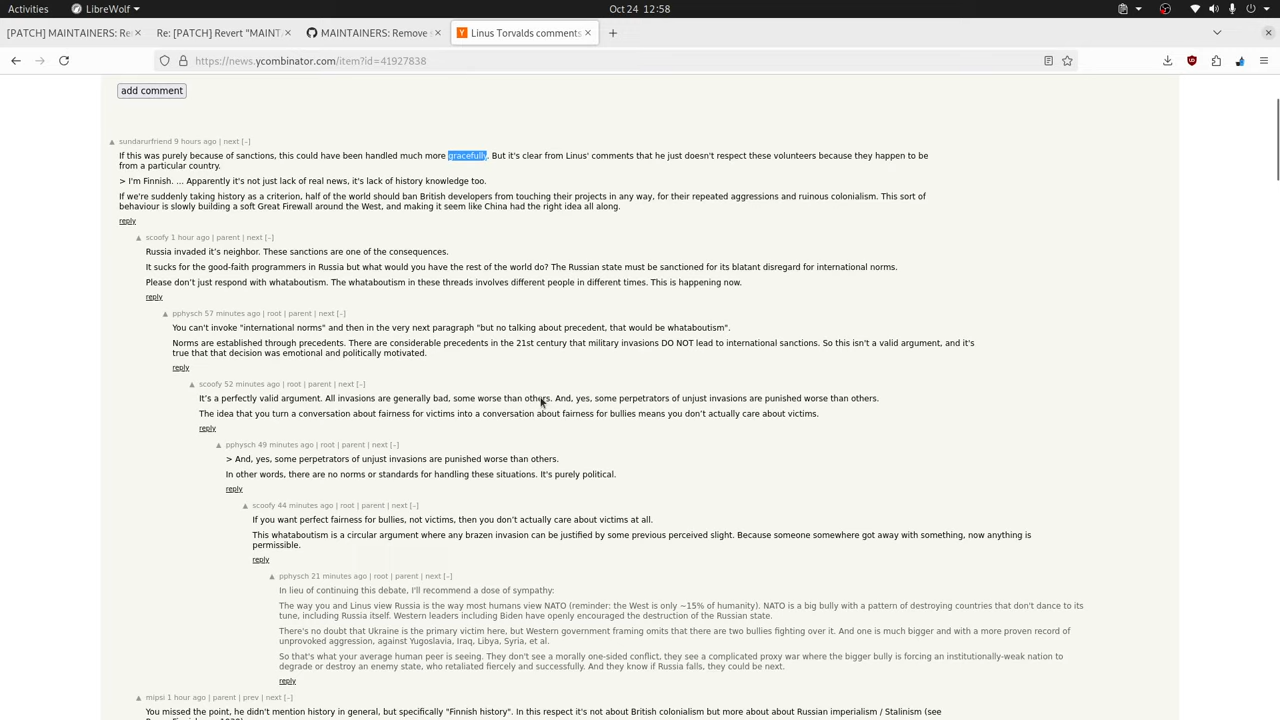 Activities LibreWolf Oct 24 12:58
[PATCH] MAINTAINERS: Re × Re: [PATCH] Revert "MAINT × MAINTAINERS: Remove × Y Linus Torvalds comments × +
https://news.ycombinator.com/item?id=41927838
add comment
sundarurfriend 9 hours ago | next [–]
If this was purely because of sanctions, this could have been handled much more gracefully. But it's clear from Linus' comments that he just doesn't respect these volunteers because they happen to be
from a particular country.
> I'm Finnish. ... Apparently it's not just lack of real news, it's lack of history knowledge too.
If we're suddenly taking history as a criterion, half of the world should ban British developers from touching their projects in any way, for their repeated aggressions and ruinous colonialism. This sort of
behaviour is slowly building a soft Great Firewall around the West, and making it seem like China had the right idea all along.
reply
scoofy 1 hour ago | parent | next [–]
Russia invaded it's neighbor. These sanctions are one of the consequences.
It sucks for the good-faith programmers in Russia but what would you have the rest of the world do? The Russian state must be sanctioned for its blatant disregard for international norms.
Please don't just respond with whataboutism. The whataboutism in these threads involves different people in different times. This is happening now.
reply
pphysch 57 minutes ago | root | parent | next [–]
You can't invoke "international norms" and then in the very next paragraph "but no talking about precedent, that would be whataboutism".
Norms are established through precedents. There are considerable precedents in the 21st century that military invasions DO NOT lead to international sanctions. So this isn't a valid argument, and it's
true that that decision was emotional and politically motivated.
reply
scoofy 52 minutes ago | root | parent | next [–]
It's a perfectly valid argument. All invasions are generally bad, some worse than others. And, yes, some perpetrators of unjust invasions are punished worse than others.
The idea that you turn a conversation about fairness for victims into a conversation about fairness for bullies means you don't actually care about victims.
reply
pphysch 49 minutes ago | root | parent | next [–]
> And, yes, some perpetrators of unjust invasions are punished worse than others.
In other words, there are no norms or standards for handling these situations. It's purely political.
reply
scoofy 44 minutes ago | root | parent | next [–]
If you want perfect fairness for bullies, not victims, then you don't actually care about victims at all.
This whataboutism is a circular argument where any brazen invasion can be justified by some previous perceived slight. Because someone somewhere got away with something, now anything is
permissible.
reply
pphysch 21 minutes ago | root | parent | next [–]
In lieu of continuing this debate, I'll recommend a dose of sympathy:
The way you and Linus view Russia is the way most humans view NATO (reminder: the West is only ~15% of humanity). NATO is a big bully with a pattern of destroying countries that don't dance to its
tune, including Russia itself. Western leaders including Biden have openly encouraged the destruction of the Russian state.
There's no doubt that Ukraine is the primary victim here, but Western government framing omits that there are two bullies fighting over it. And one is much bigger and with a more proven record of
unprovoked aggression, against Yugoslavia, Iraq, Libya, Syria, et al.
So that's what your average human peer is seeing. They don't see a morally one-sided conflict, they see a complicated proxy war where the bigger bully is forcing an institutionally-weak nation to
degrade or destroy an enemy state, who retaliated fiercely and successfully. And they know if Russia falls, they could be next.
reply
mipsi 1 hour ago | parent | prev | next [–]
You missed the point, he didn't mention history in general, but specifically "Finnish history". In this respect it's not about British colonialism but more about about Russian imperialism / Stalinism (see